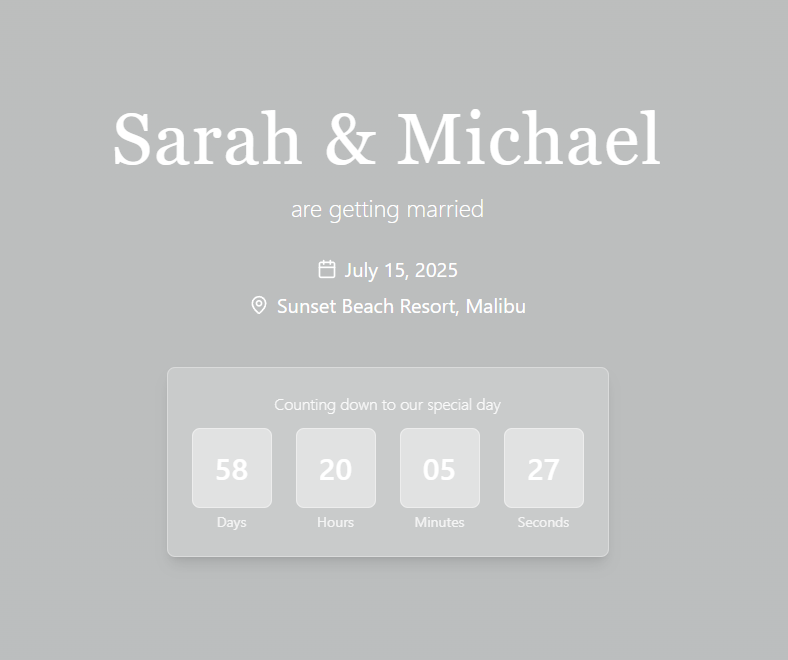 Sarah & Michael
are getting married
July 15, 2025
Sunset Beach Resort, Malibu
Counting down to our special day
58 20 05 27
Days Hours Minutes Seconds